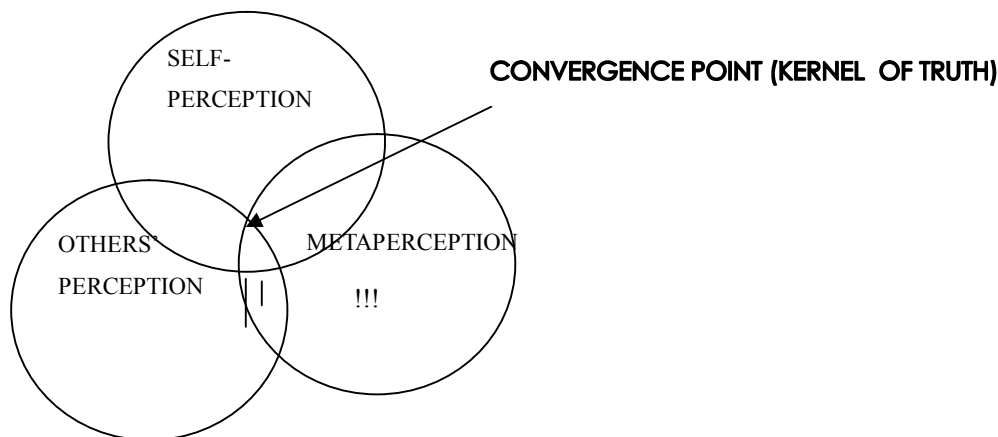 SELF-
PERCEPTION
CONVERGENCE POINT (KERNEL OF TRUTH)
OTHERS’
PERCEPTION
METAPERCEPTION
!!!